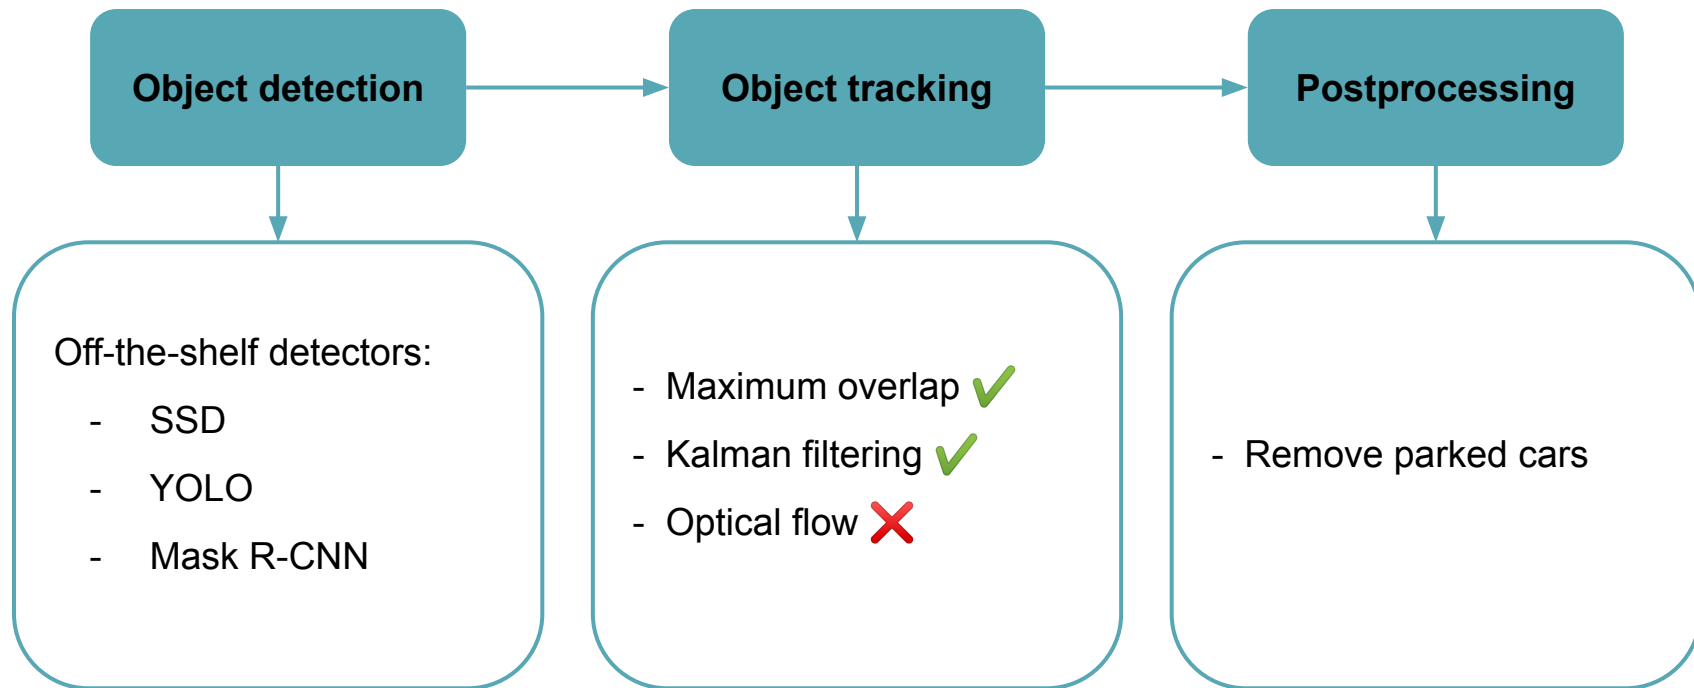 Object detection
Object tracking
Postprocessing
Off-the-shelf detectors:
- SSD
- YOLO
- Mask R-CNN
- Maximum overlap ✔
- Kalman filtering ✔
- Optical flow ❌
- Remove parked cars